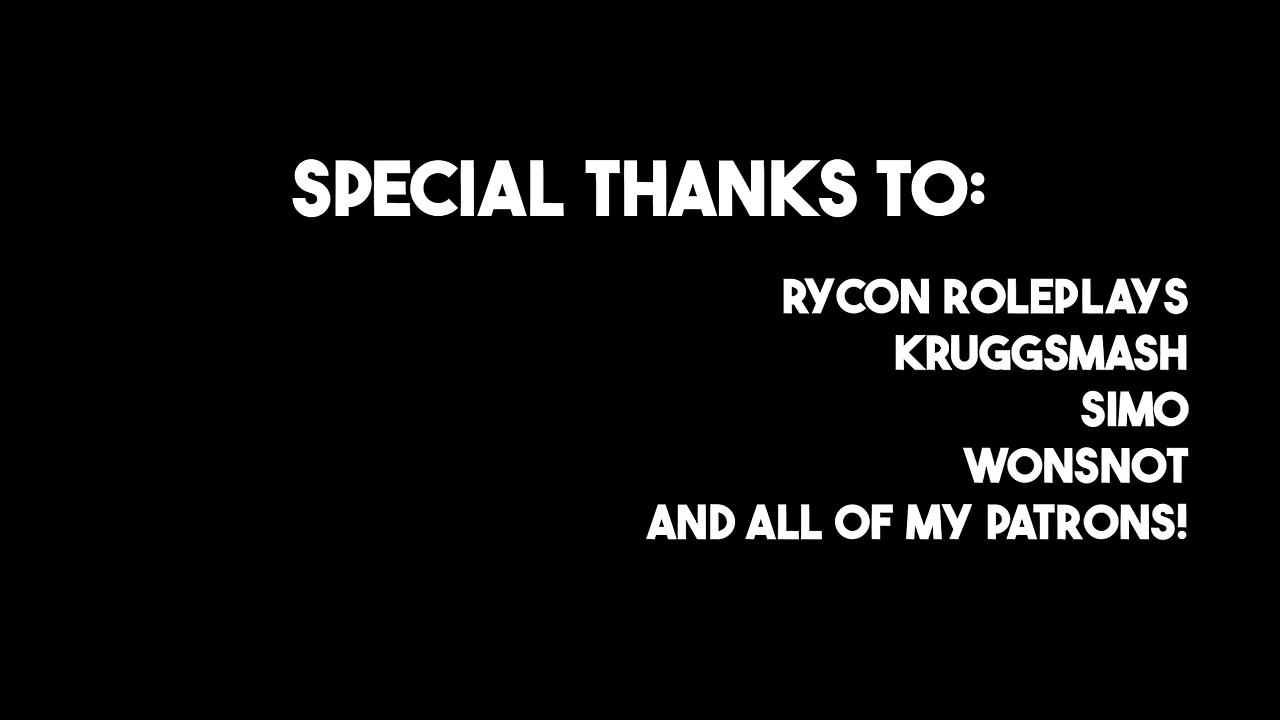 SPECIAL THANKS TO:
RYCON ROLEPLAYS
KRUGGSMASH
SIMO
WONSNOT
AND ALL OF MY PATRONS!